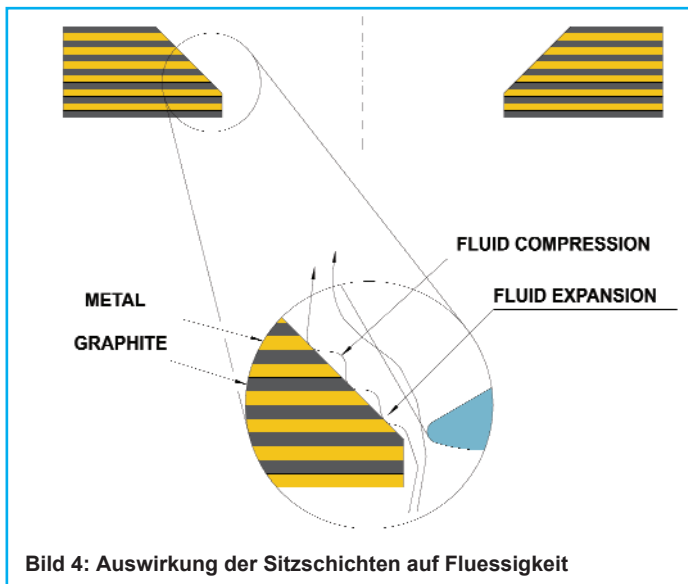 FLUID COMPRESSION
FLUID EXPANSION
METAL
GRAPHITE
Bild 4: Auswirkung der Sitzschichten auf Fluessigkeit